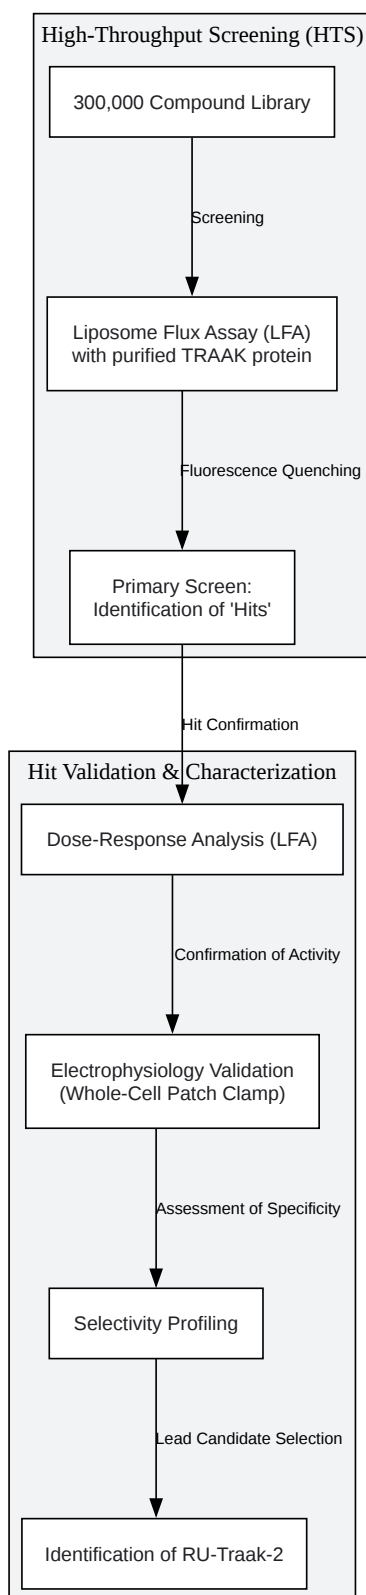 High-Throughput Screening (HTS)
300,000 Compound Library
Screening
Liposome Flux Assay (LFA)
with purified TRAAK protein
Fluorescence Quenching
Primary Screen:
Identification of 'Hits'
Hit Confirmation
Hit Validation & Characterization
Dose-Response Analysis (LFA)
Confirmation of Activity
Electrophysiology Validation
(Whole-Cell Patch Clamp)
Assessment of Specificity
Selectivity Profiling
Lead Candidate Selection
Identification of RU-Traak-2